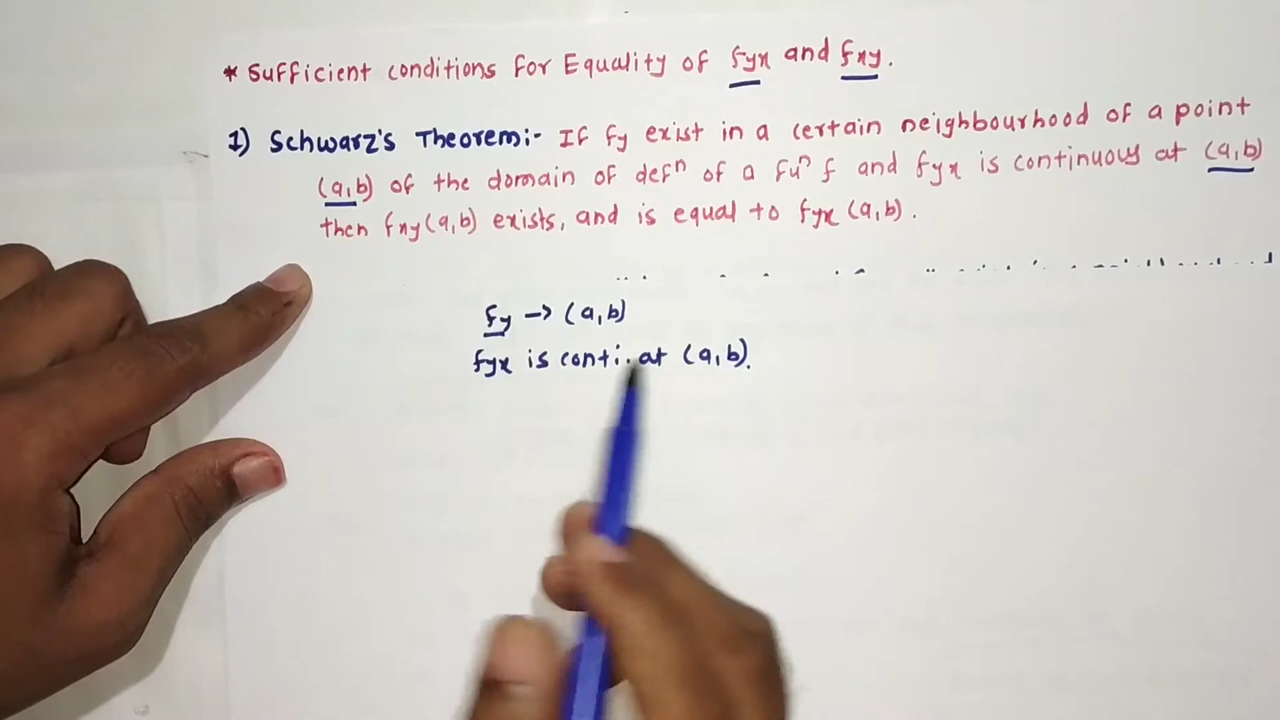 * Sufficient conditions for Equality of fyx and fxy.
1) Schwarz's Theorem:- If fy exist in a certain neighbourhood of a point
(a,b) of the domain of defⁿ of a fuⁿ f and fyx is continuous at (a,b)
then fxy(a,b) exists, and is equal to fyx (a,b).
fy → (a,b)
fyx is conti. at (a,b).